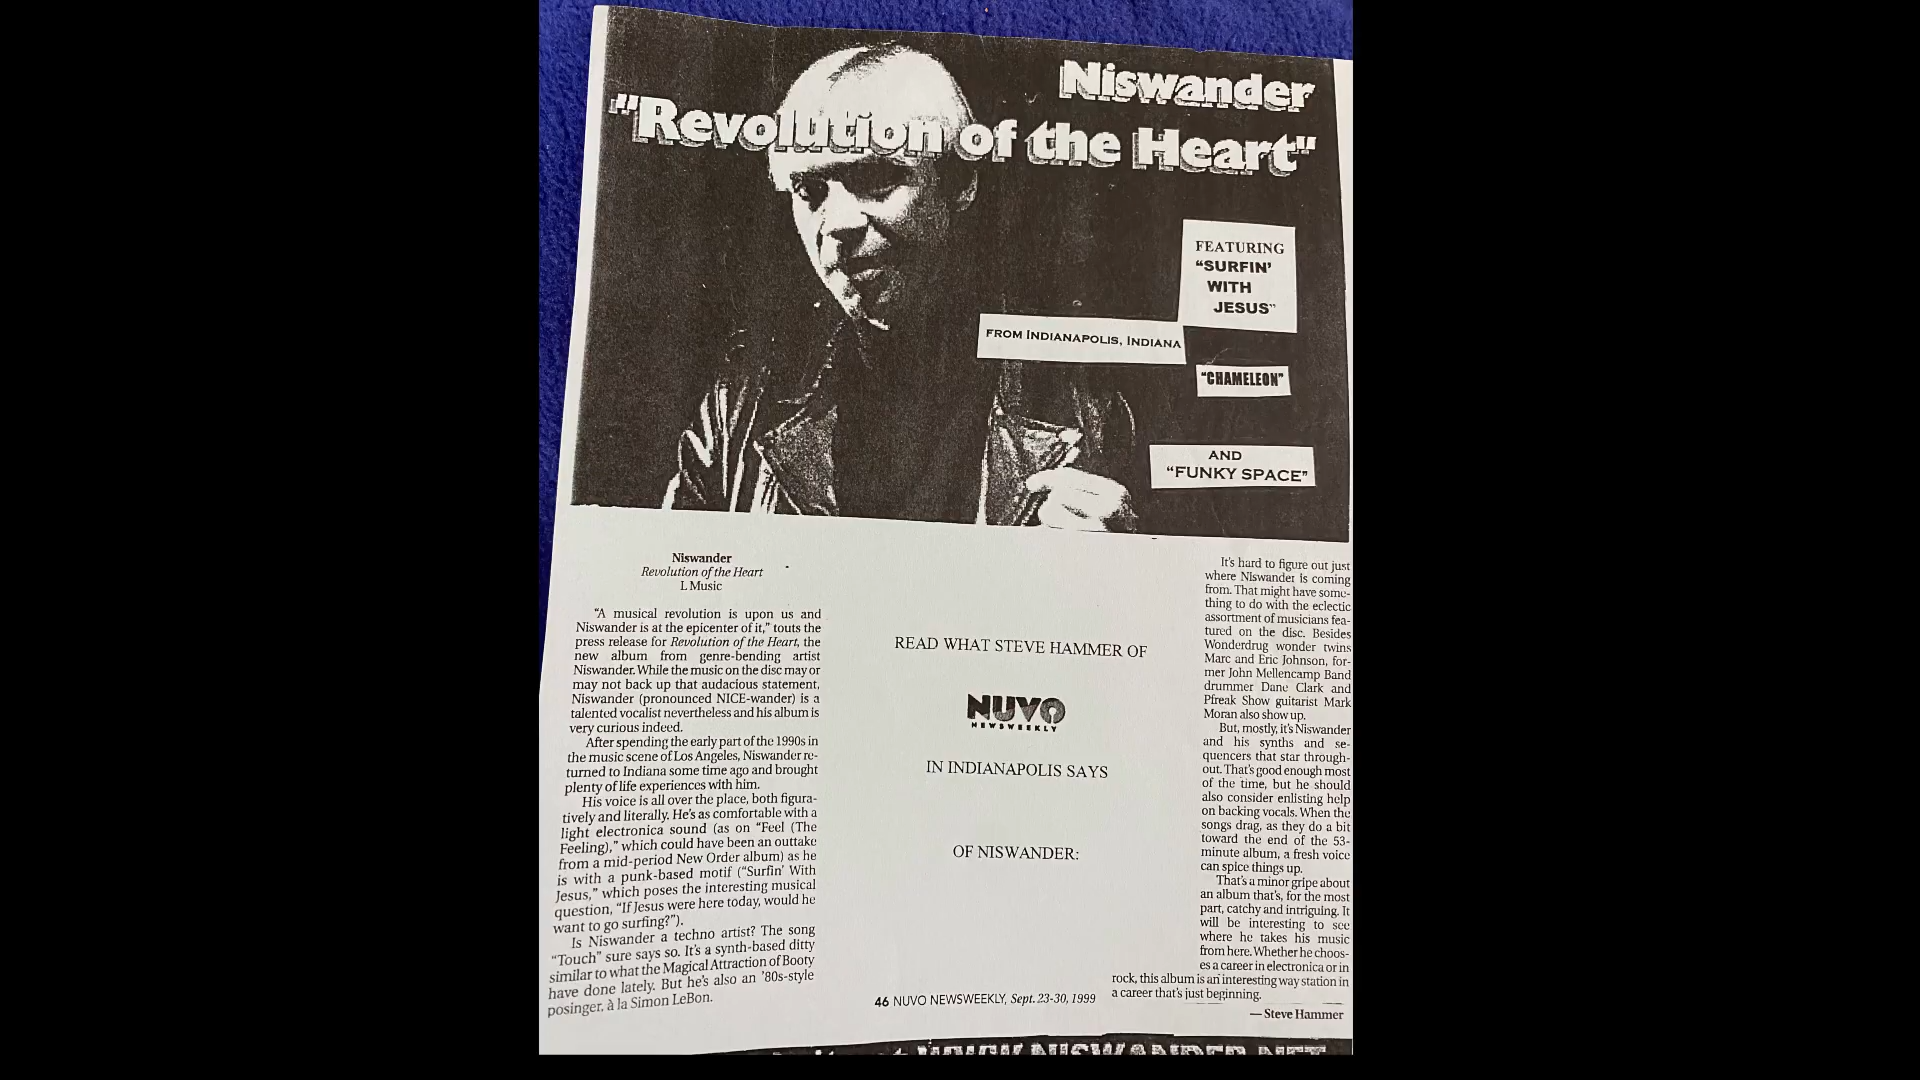 Niswander
"Revolution of the Heart"
FEATURING
"SURFIN'
WITH
JESUS"
FROM INDIANAPOLIS, INDIANA
"CHAMELEON"
AND
"FUNKY SPACE"
Niswander
Revolution of the Heart
L Music
"A musical revolution is upon us and
Niswander is at the epicenter of it," touts the
press release for Revolution of the Heart, the
new album from genre-bending artist
Niswander. While the music on the disc may or
may not back up that audacious statement,
Niswander (pronounced NICE-wander) is a
talented vocalist nevertheless and his album is
very curious indeed.
After spending the early part of the 1990s in
the music scene of Los Angeles, Niswander re-
turned to Indiana some time ago and brought
plenty of life experiences with him.
His voice is all over the place, both figura-
tively and literally. He's as comfortable with a
light electronica sound (as on "Feel (The
Feeling)," which could have been an outtake
from a mid-period New Order album) as he
is with a punk-based motif ("Surfin' With
Jesus," which poses the interesting musical
question, "If Jesus were here today, would he
want to go surfing?").
Is Niswander a techno artist? The song
"Touch" sure says so. It's a synth-based ditty
similar to what the Magical Attraction of Booty
have done lately. But he's also an '80s-style
posinger, à la Simon LeBon.
READ WHAT STEVE HAMMER OF
NUVO
NEWSWEEKLY
IN INDIANAPOLIS SAYS
OF NISWANDER:
46 NUVO NEWSWEEKLY, Sept. 23-30, 1999
It's hard to figure out just
where NIswander is coming
from. That might have some-
thing to do with the eclectic
assortment of musicians fea-
tured on the disc. Besides
Wonderdrug wonder twins
Marc and Eric Johnson, for-
mer John Mellencamp Band
drummer Dane Clark and
Pfreak Show guitarist Mark
Moran also show up.
But, mostly, it's Niswander
and his synths and se-
quencers that star through-
out. That's good enough most
of the time, but he should
also consider enlisting help
on backing vocals. When the
songs drag, as they do a bit
toward the end of the 53-
minute album, a fresh voice
can spice things up.
That's a minor gripe about
an album that's, for the most
part, catchy and intriguing. It
will be interesting to see
where he takes his music
from here. Whether he choos-
es a career in electronica or in
rock, this album is an interesting way station in
a career that's just beginning.
— Steve Hammer